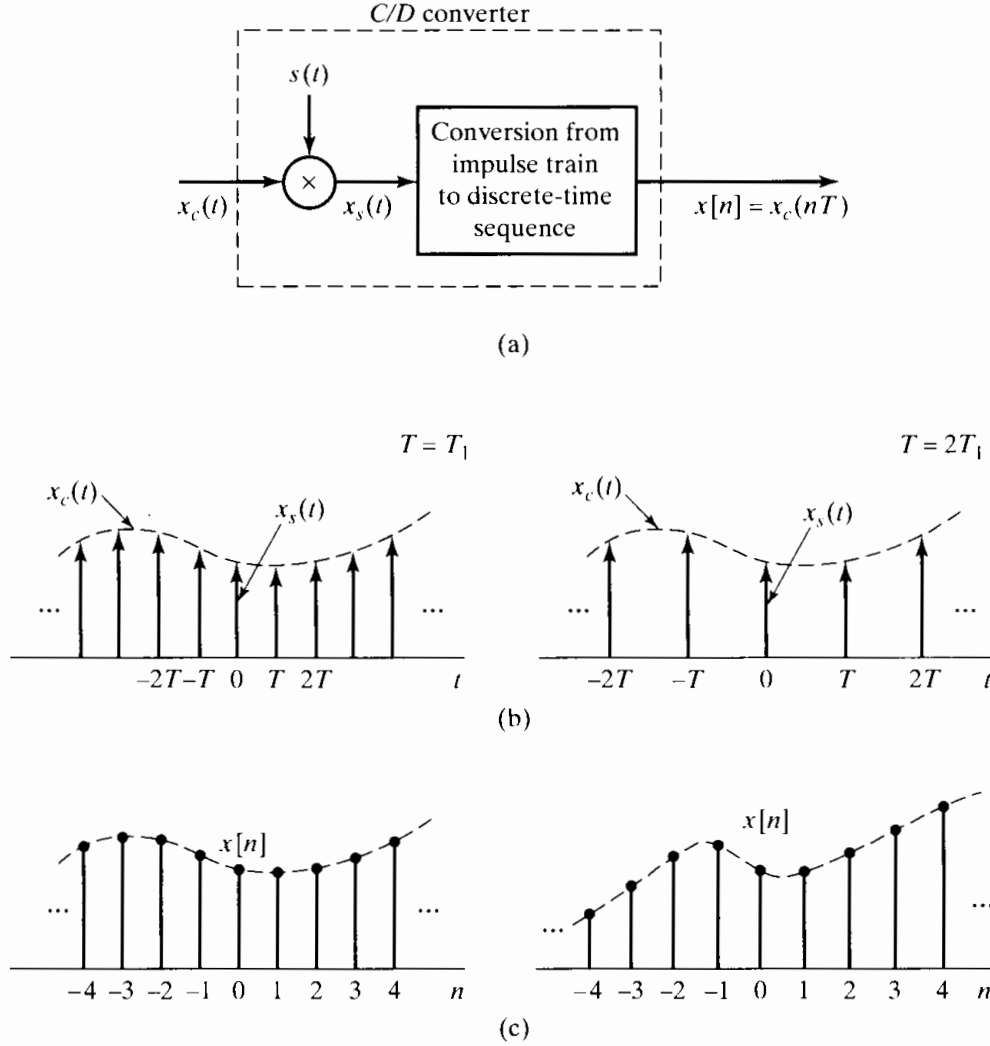 C/D converter
s(t)
×
Conversion from
impulse train
to discrete-time
sequence
x_c(t)
x_s(t)
x[n] = x_c(nT)
(a)
T = T_1
x_c(t)
x_s(t)
...
...
−2T −T 0 T 2T t
T = 2T_1
x_c(t)
x_s(t)
...
...
−2T −T 0 T 2T t
(b)
x[n]
...
...
−4 −3 −2 −1 0 1 2 3 4 n
x[n]
...
...
−4 −3 −2 −1 0 1 2 3 4 n
(c)